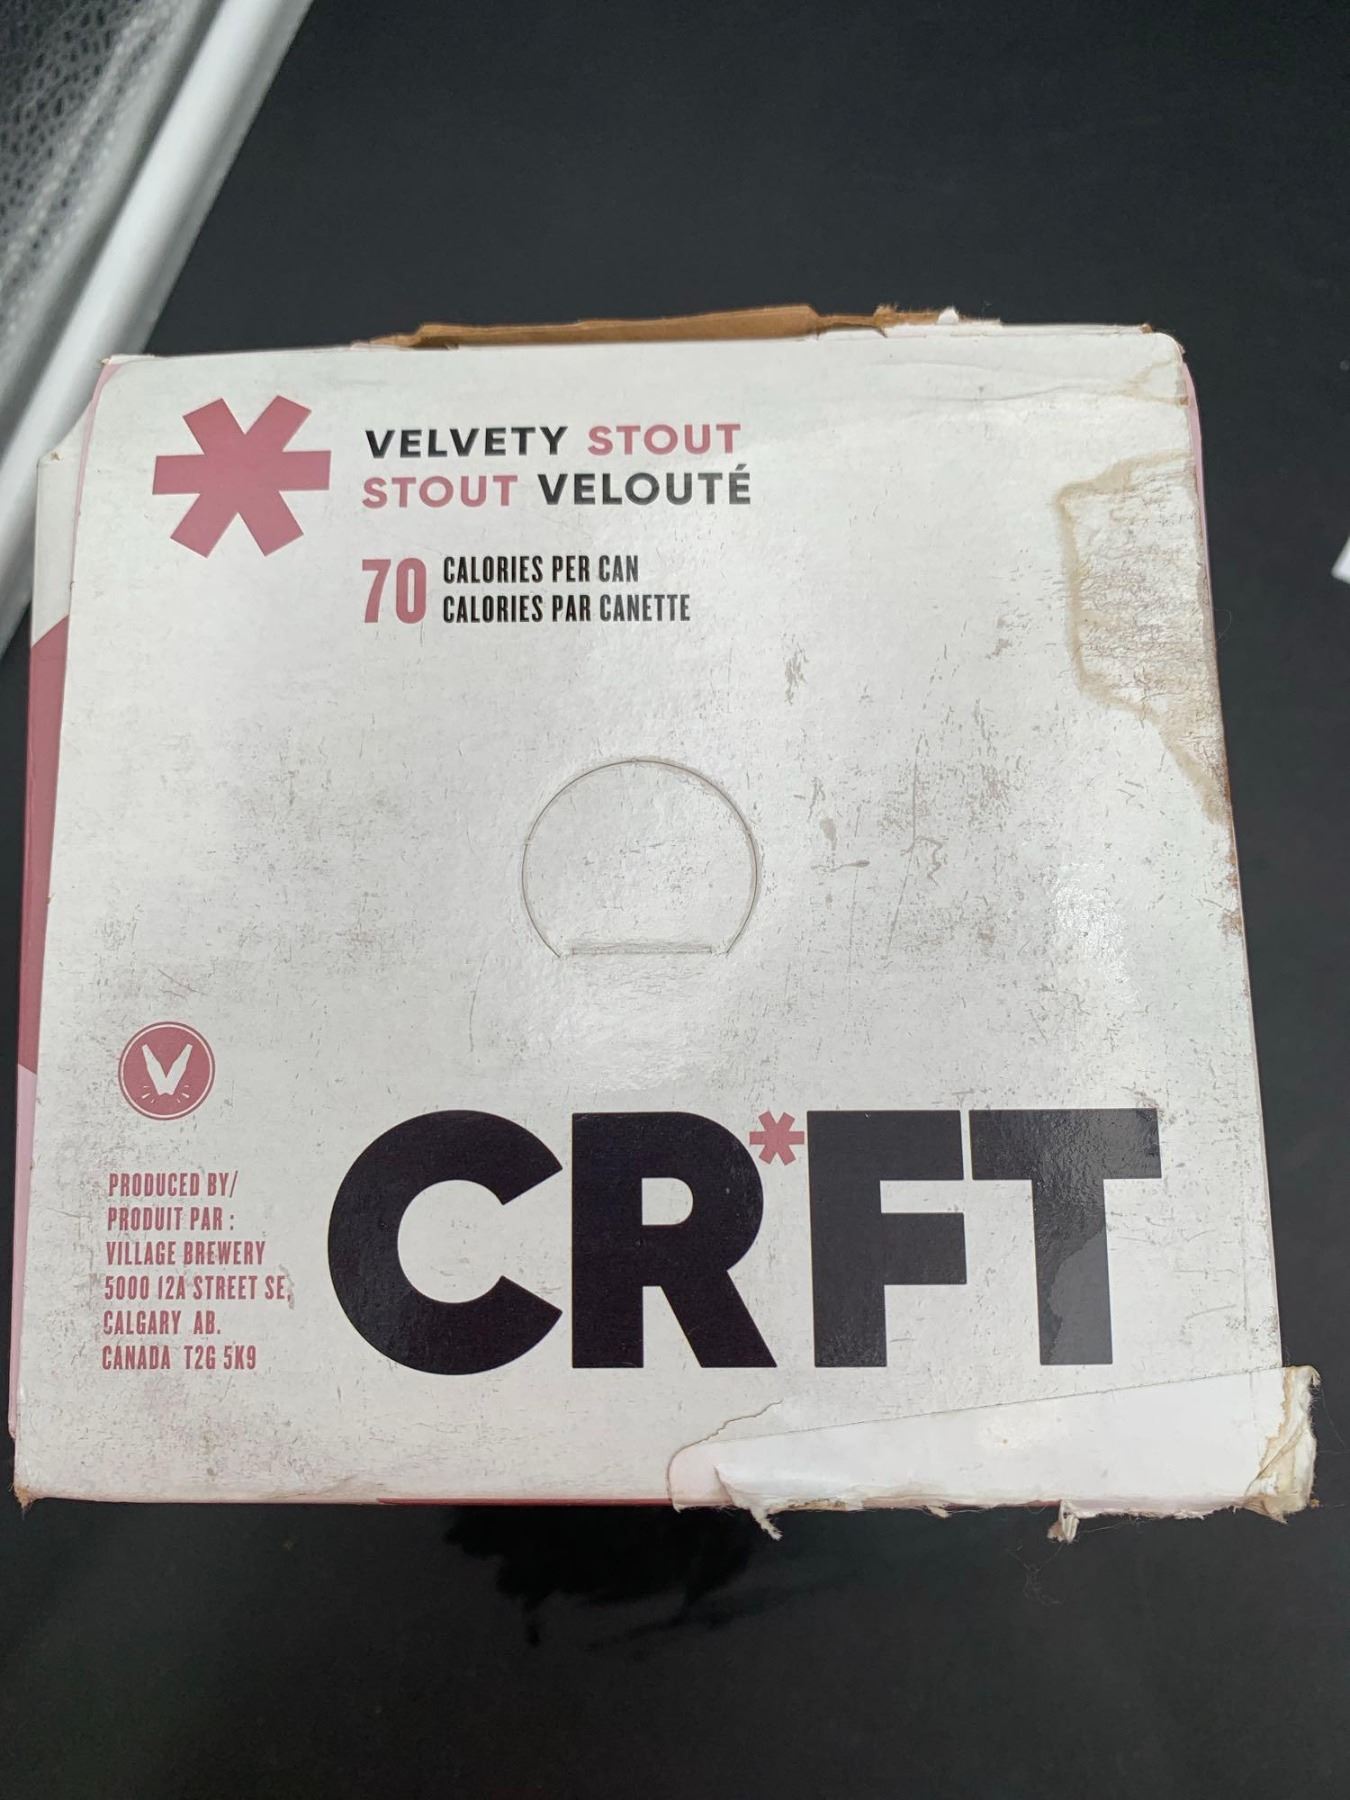 VELVETY STOUT
STOUT VELOUTÉ
70 CALORIES PER CAN
CALORIES PAR CANETTE
PRODUCED BY/
PRODUIT PAR :
VILLAGE BREWERY
5000 12A STREET SE,
CALGARY AB.
CANADA T2G 5K9
CR*FT